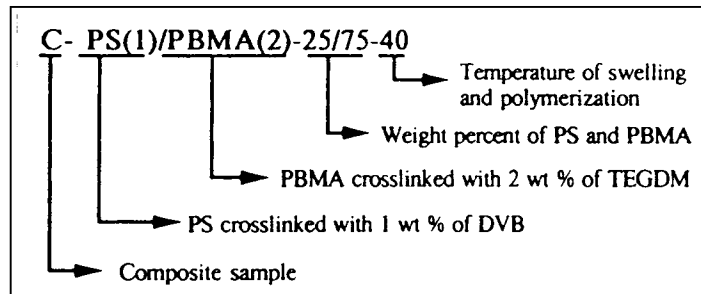 C- PS(1)/PBMA(2)-25/75-40
Temperature of swelling
and polymerization
Weight percent of PS and PBMA
PBMA crosslinked with 2 wt % of TEGDM
PS crosslinked with 1 wt % of DVB
Composite sample